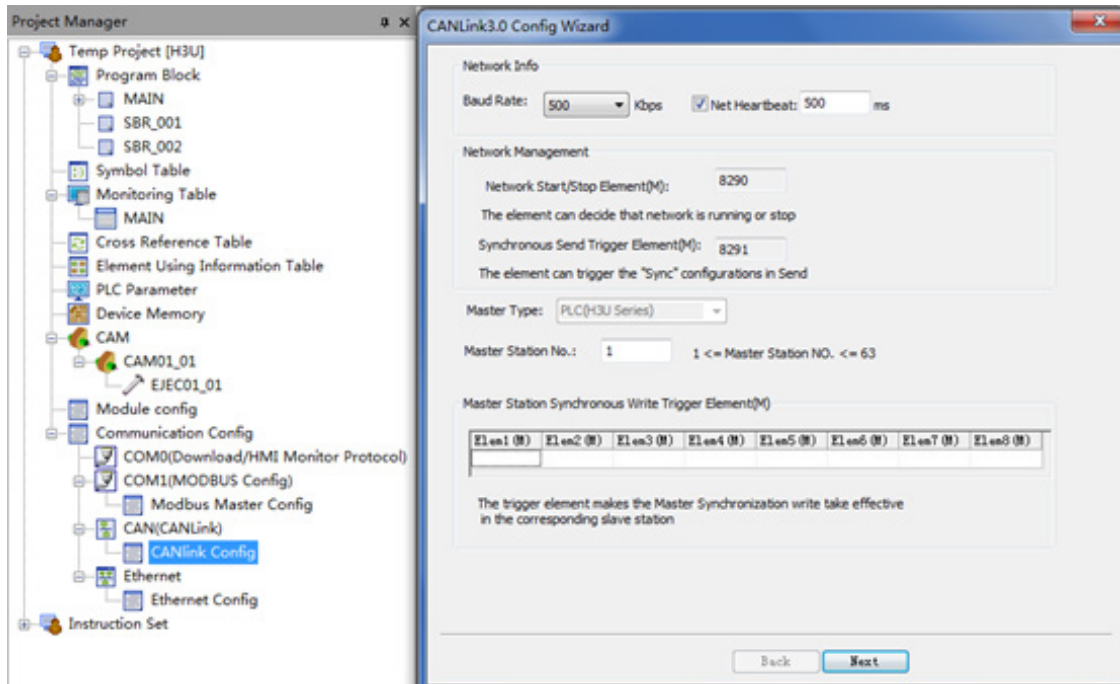 Project Manager
Temp Project [H3U]
Program Block
MAIN
SBR_001
SBR_002
Symbol Table
Monitoring Table
MAIN
Cross Reference Table
Element Using Information Table
PLC Parameter
Device Memory
CAM
CAM01_01
EJEC01_01
Module config
Communication Config
COM0(Download/HMI Monitor Protocol)
COM1(MODBUS Config)
Modbus Master Config
CAN(CANLink)
CANlink Config
Ethernet
Ethernet Config
Instruction Set
CANLink3.0 Config Wizard
Network Info
Baud Rate: 500 Kbps Net Heartbeat: 500 ms
Network Management
Network Start/Stop Element(M): 8290
The element can decide that network is running or stop
Synchronous Send Trigger Element(M): 8291
The element can trigger the "Sync" configurations in Send
Master Type: PLC(H3U Series)
Master Station No.: 1 1 <= Master Station NO. <= 63
Master Station Synchronous Write Trigger Element(M)
Elem1(M) Elem2(M) Elem3(M) Elem4(M) Elem5(M) Elem6(M) Elem7(M) Elem8(M)
The trigger element makes the Master Synchronization write take effective
in the corresponding slave station
Back Next